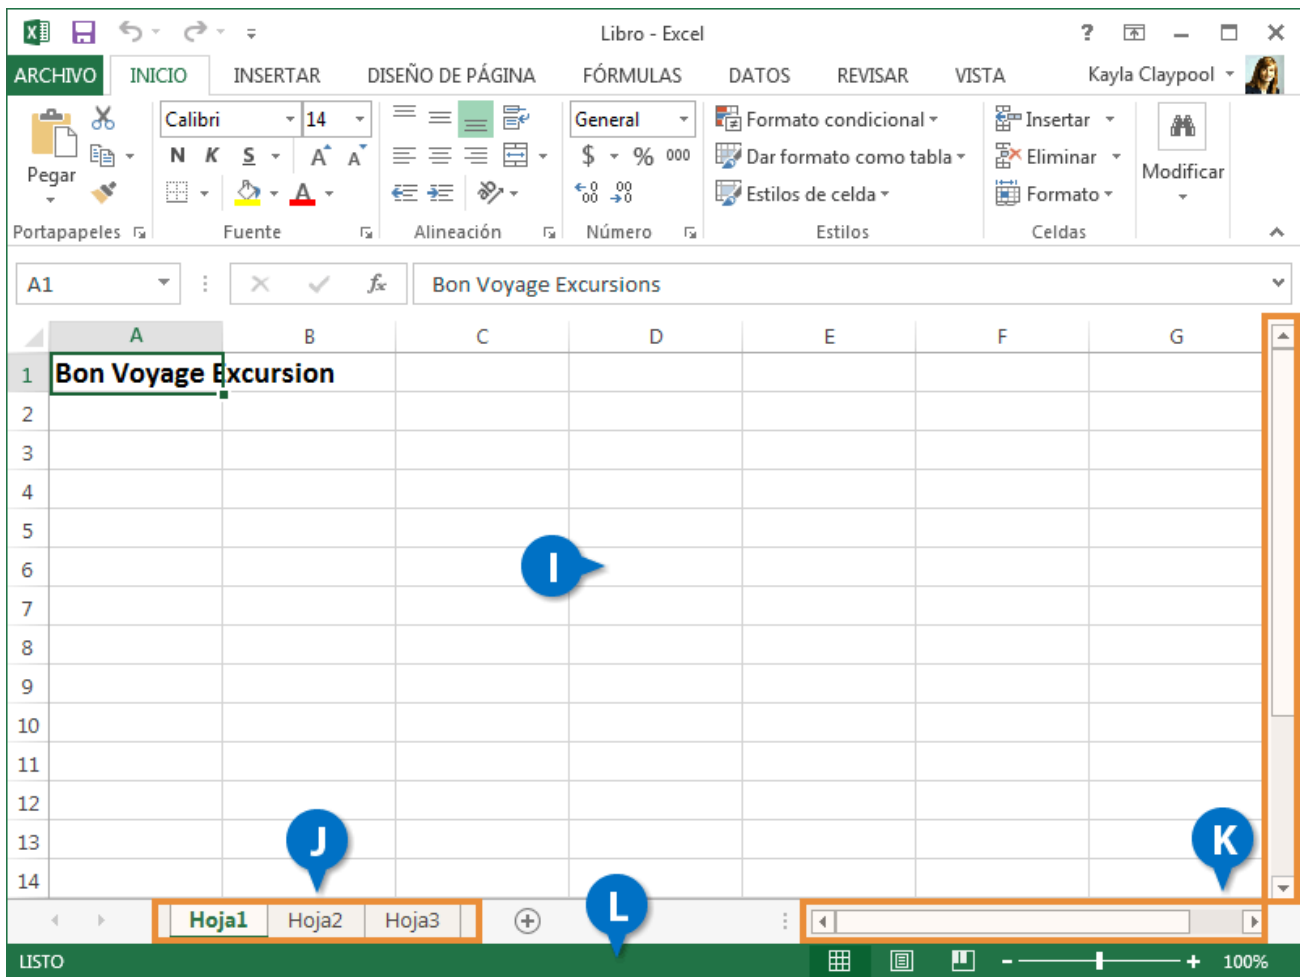 Libro - Excel ?
ARCHIVO INICIO INSERTAR DISEÑO DE PÁGINA FÓRMULAS DATOS REVISAR VISTA Kayla Claypool
Calibri 14 General Formato condicional Insertar
N K S A A $ % 000 Dar formato como tabla Eliminar
Pegar Modificar
A Estilos de celda Formato
Portapapeles Fuente Alineación Número Estilos Celdas
A1 fx Bon Voyage Excursions
A B C D E F G
1 Bon Voyage Excursion
2
3
4
5
6 I
7
8
9
10
11
12
13 J K
14
Hoja1 Hoja2 Hoja3 L
LISTO 100%